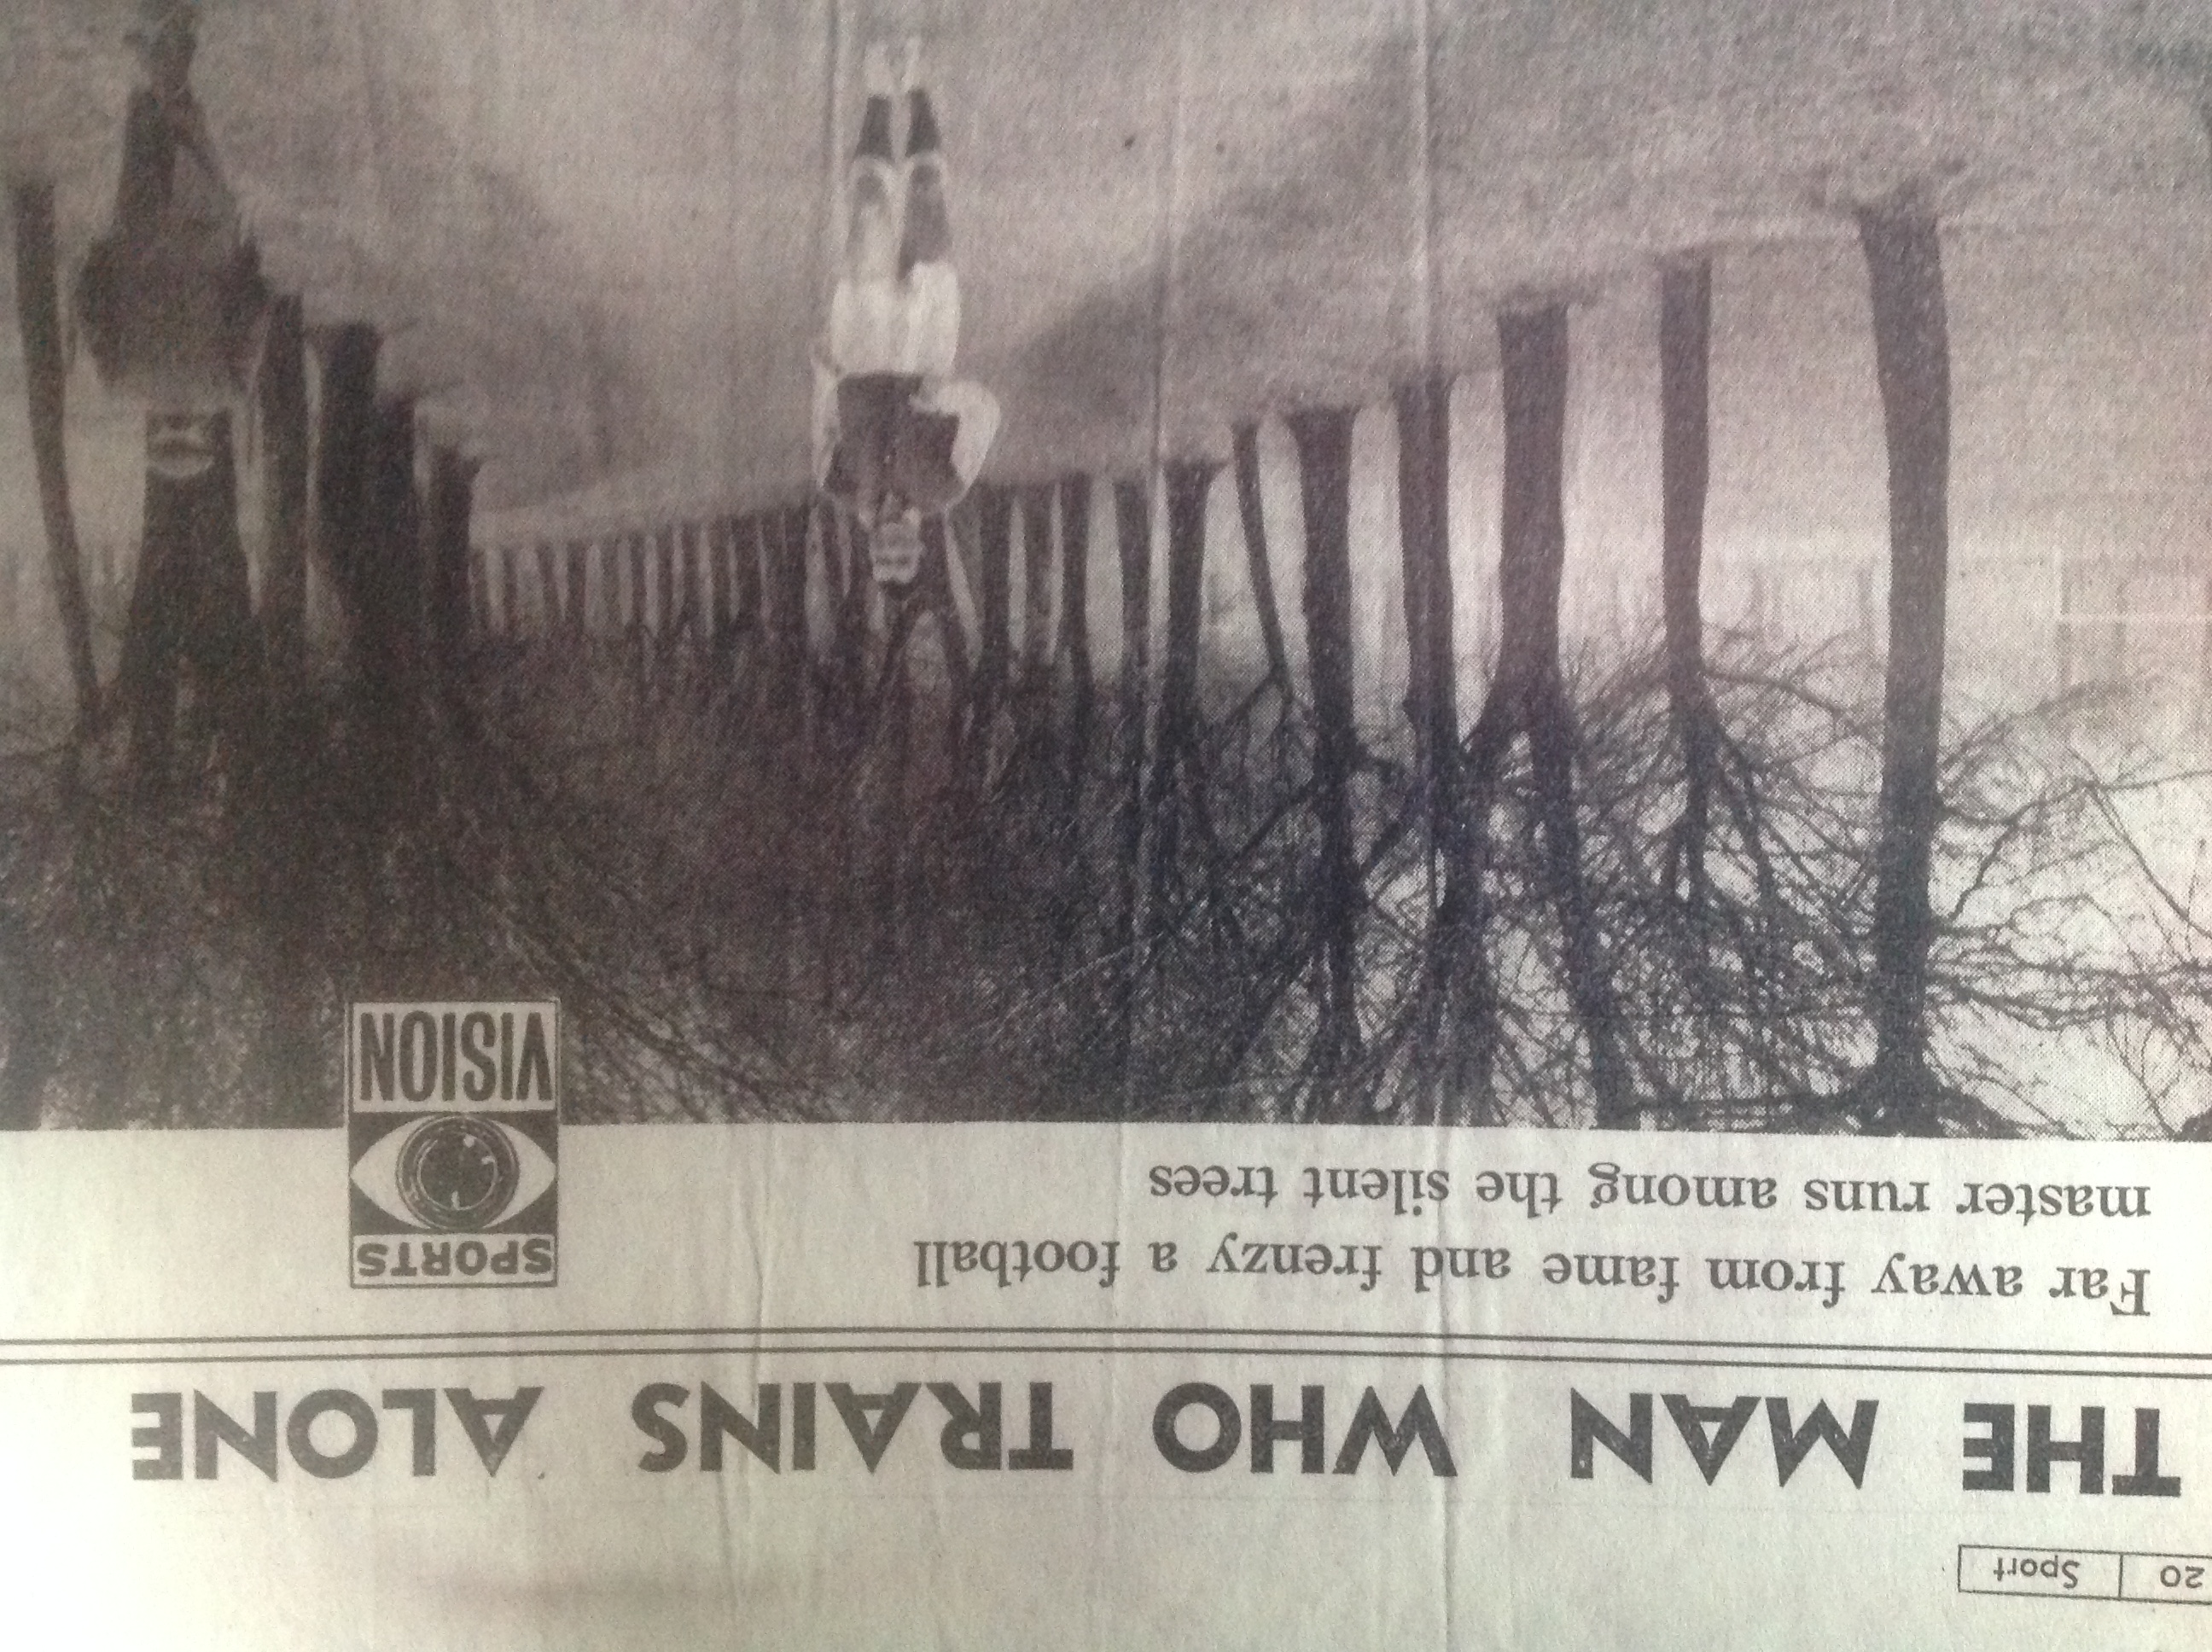 20 Sport
THE MAN WHO TRAINS ALONE
Far away from fame and frenzy a football
master runs among the silent trees
SPORTS
VISION